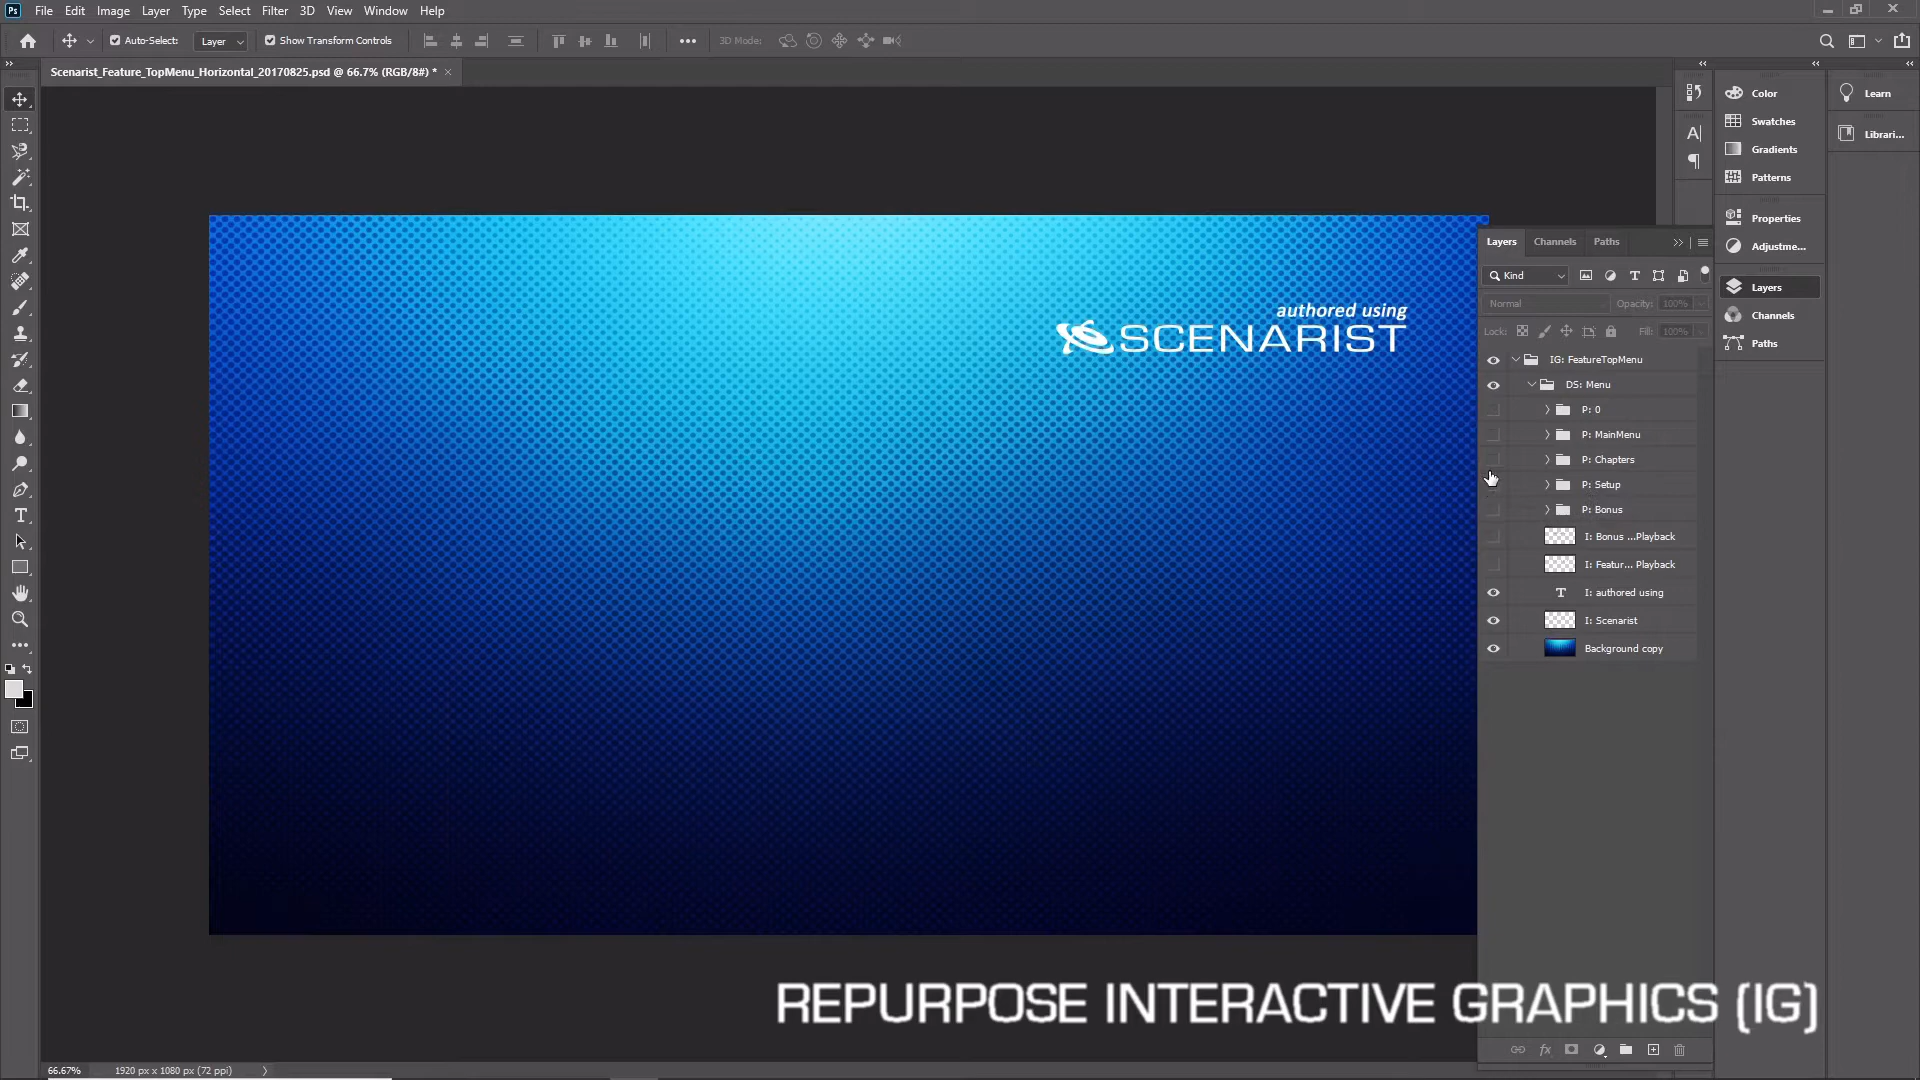 Ps File Edit Image Layer Type Select Filter 3D View Window Help
Auto-Select: Layer Show Transform Controls 3D Mode:
Scenarist_Feature_TopMenu_Horizontal_20170825.psd @ 66.7% (RGB/8#) *
Color
Swatches
Gradients
Patterns
Properties
Adjustme...
Layers
Channels
Paths
Learn
Librari...
authored using
SCENARIST
Layers Channels Paths
Kind
Normal Opacity: 100%
Lock: Fill: 100%
IG: FeatureTopMenu
DS: Menu
P: 0
P: MainMenu
P: Chapters
P: Setup
P: Bonus
I: Bonus ...Playback
I: Featur... Playback
T I: authored using
I: Scenarist
Background copy
REPURPOSE INTERACTIVE GRAPHICS (IG)
fx
66.67% 1920 px x 1080 px (72 ppi)